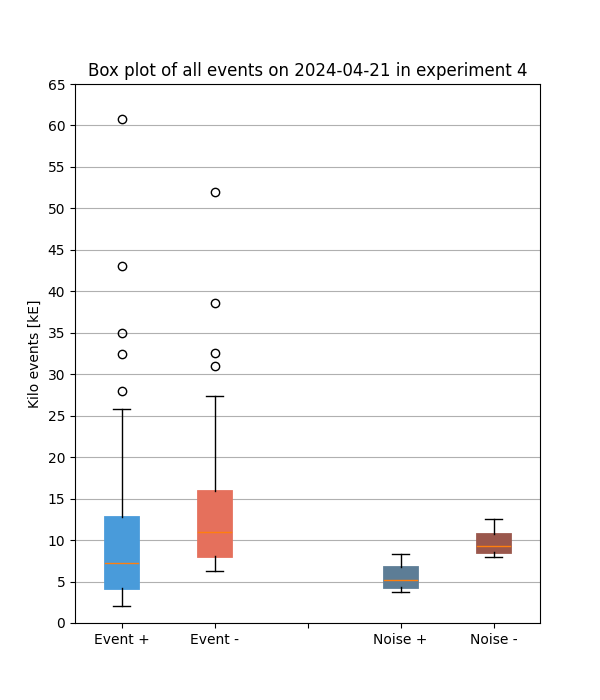 Box plot of all events on 2024-04-21 in experiment 4
65
60
55
50
45
40
35
30
25
20
15
10
5
0
Kilo events [kE]
Event +
Event -
Noise +
Noise -